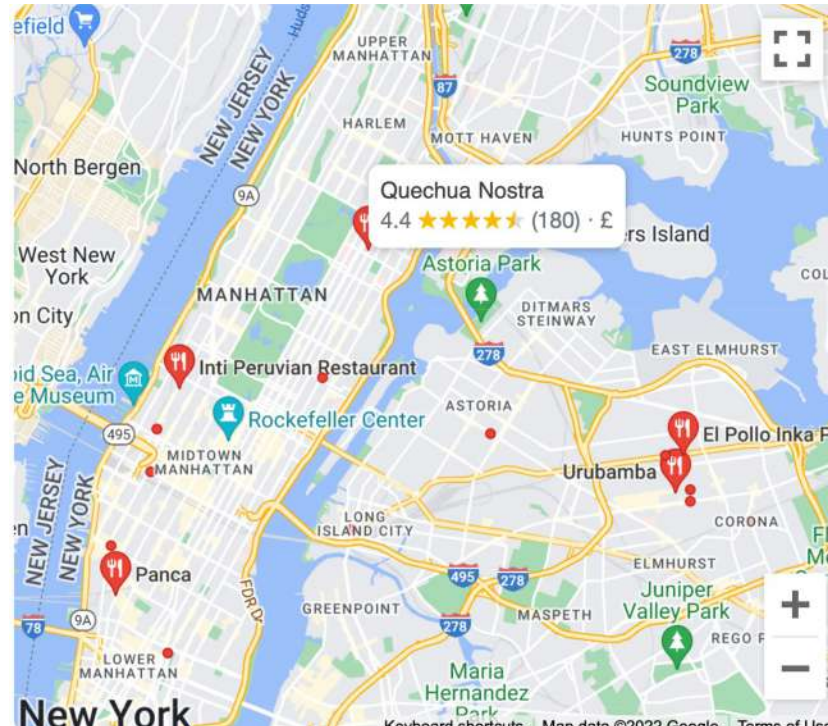 efield
UPPER
MANHATTAN
278
Soundview
Park
87
NEW JERSEY
NEW YORK
HARLEM
MOTT HAVEN
HUNTS POINT
North Bergen
9A
Quechua Nostra
4.4 ★★★★★ (180) · £
ers Island
West New
York
Astoria Park
COL
MANHATTAN
on City
DITMARS
STEINWAY
278
EAST ELMHURST
Inti Peruvian Restaurant
pid Sea, Air
e Museum
ASTORIA
Rockefeller Center
El Pollo Inka P
495
MIDTOWN
MANHATTAN
Urubamba
NEW JERSEY
NEW YORK
LONG
ISLAND CITY
CORONA
ELMHURST
Panca
FDR D
495
278
Juniper
Valley Park
GREENPOINT
MASPETH
9A
78
278
REGO P
LOWER
MANHATTAN
Maria
Hernandez
New York
Keyboard shortcuts
Map data ©2022 Google
Terms of Us